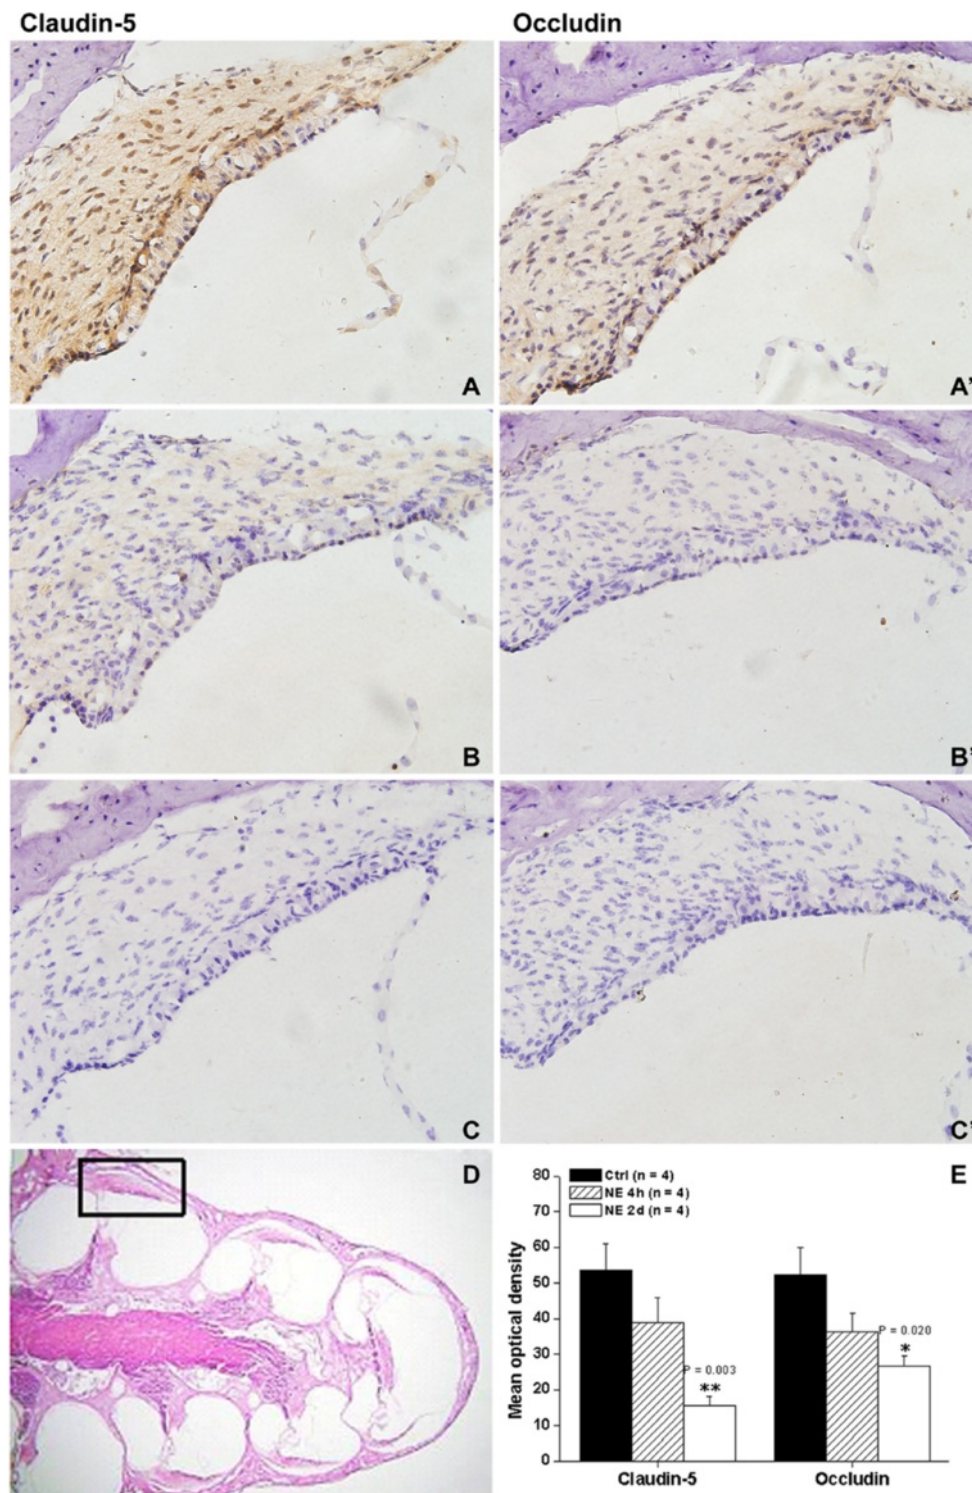 Claudin-5 Occludin
A A'
B B'
C C'
D E
80
70
60
50
40
30
20
10
0
Mean optical density
Ctrl (n = 4)
NE 4h (n = 4)
NE 2d (n = 4)
P = 0.003
**
P = 0.020
*
Claudin-5 Occludin